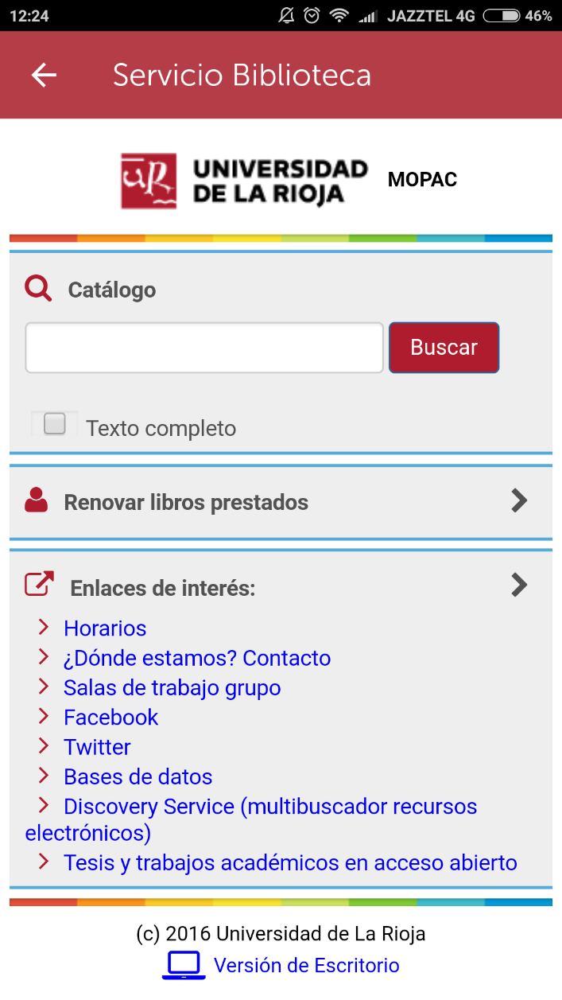 12:24 JAZZTEL 4G 46%
Servicio Biblioteca
UR UNIVERSIDAD
DE LA RIOJA MOPAC
Catálogo
Buscar
Texto completo
Renovar libros prestados
Enlaces de interés:
Horarios
¿Dónde estamos? Contacto
Salas de trabajo grupo
Facebook
Twitter
Bases de datos
Discovery Service (multibuscador recursos
electrónicos)
Tesis y trabajos académicos en acceso abierto
(c) 2016 Universidad de La Rioja
Versión de Escritorio